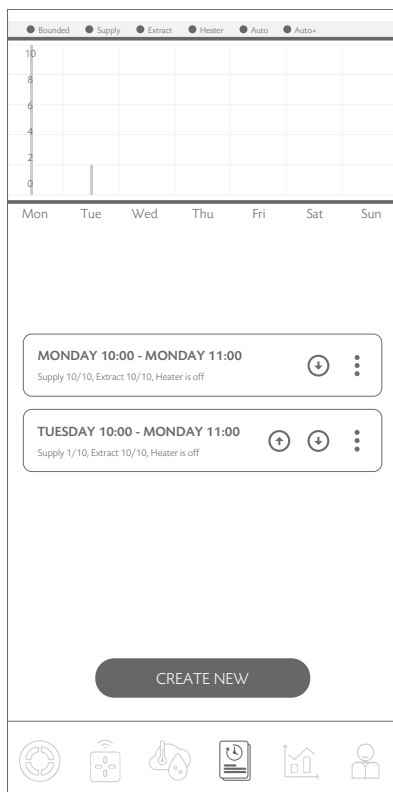 Bounded Supply Extract Heater Auto Auto+
10
8
6
4
2
0
Mon Tue Wed Thu Fri Sat Sun
MONDAY 10:00 - MONDAY 11:00
Supply 10/10, Extract 10/10, Heater is off
TUESDAY 10:00 - MONDAY 11:00
Supply 1/10, Extract 10/10, Heater is off
CREATE NEW